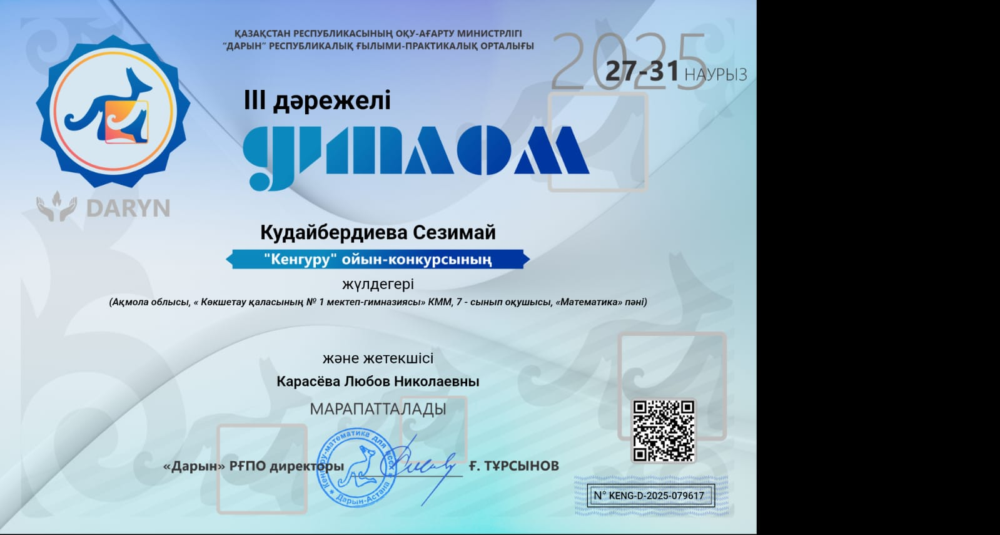 ҚАЗАҚСТАН РЕСПУБЛИКАСЫНЫҢ ОҚУ-АҒАРТУ МИНИСТРЛІГІ
"ДАРЫН" РЕСПУБЛИКАЛЫҚ ҒЫЛЫМИ-ПРАКТИКАЛЫҚ ОРТАЛЫҒЫ
2025
27-31 НАУРЫЗ
III дәрежелі
ДИПЛОМ
DARYN
Кудайбердиева Сезимай
"Кенгуру" ойын-конкурсының
жүлдегері
(Ақмола облысы, « Көкшетау қаласының № 1 мектеп-гимназиясы» КММ, 7 - сынып оқушысы, «Математика» пәні)
және жетекшісі
Карасёва Любов Николаевны
МАРАПАТТАЛАДЫ
«Дарын» РҒПО директоры
Ғ. ТҰРСЫНОВ
Кенгуру-математика для всех
* Дарын-Астана *
N° KENG-D-2025-079617